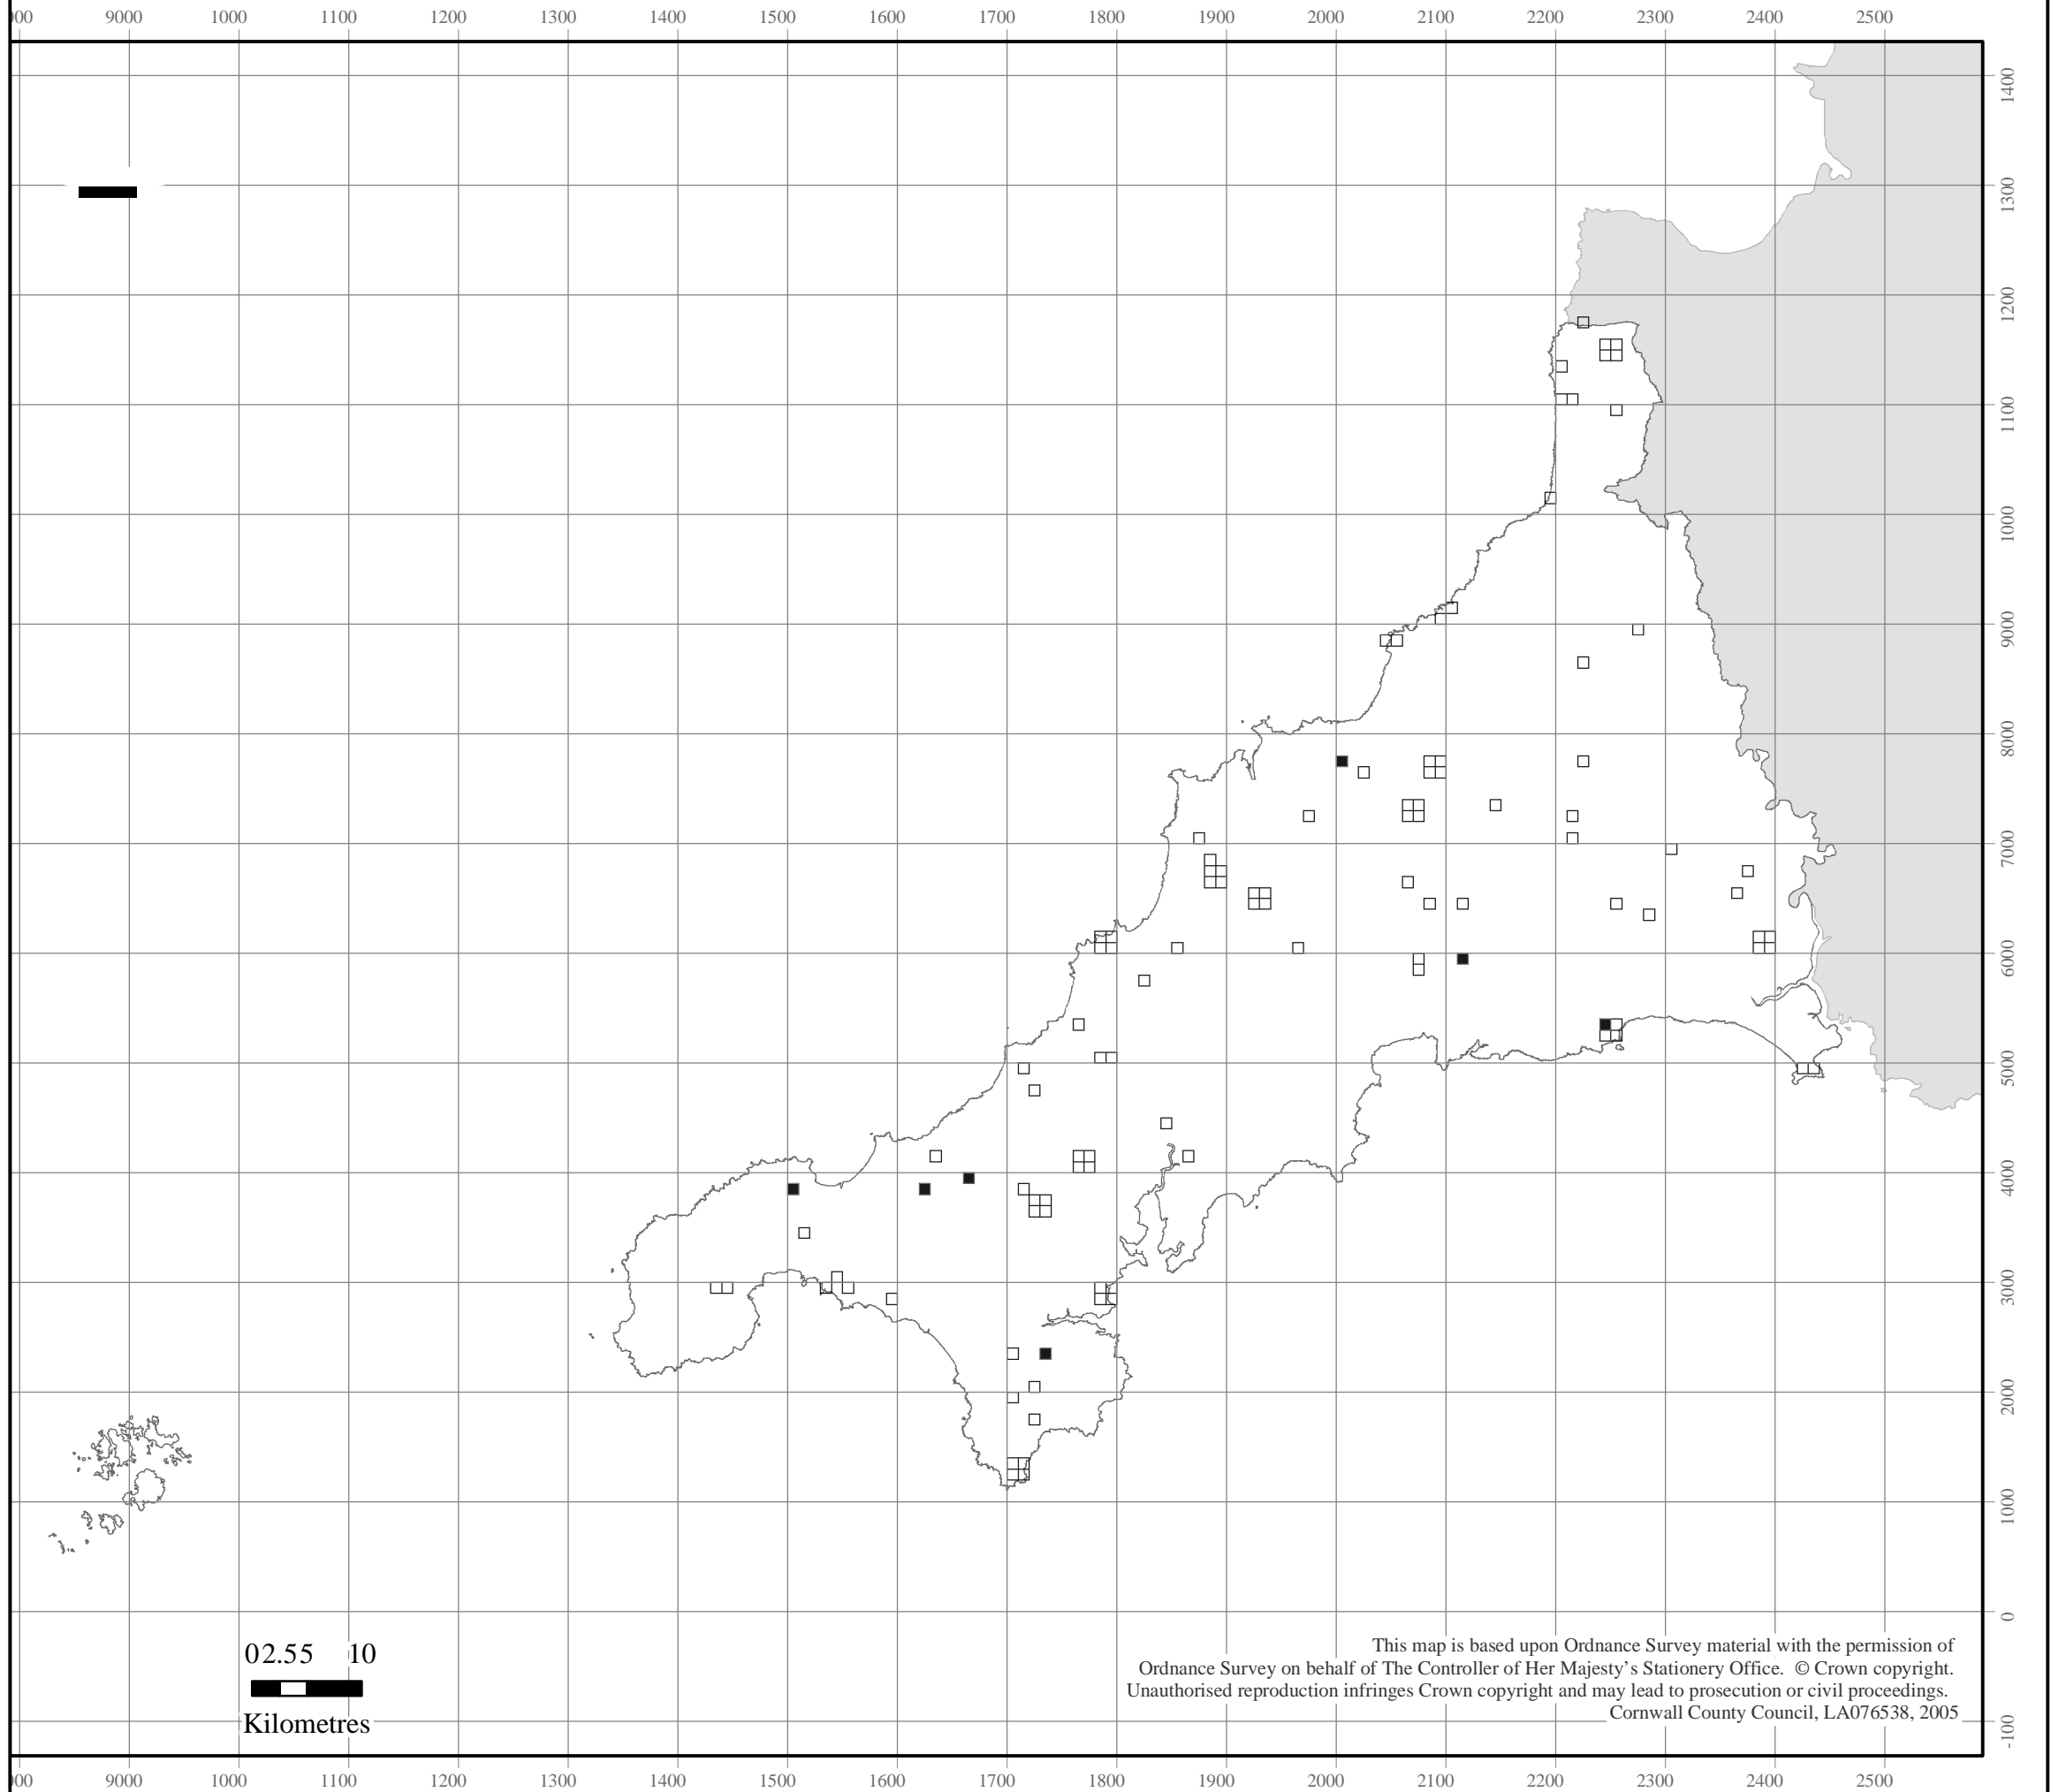 000 9000 1000 1100 1200 1300 1400 1500 1600 1700 1800 1900 2000 2100 2200 2300 2400 2500
1400
1300
1200
1100
1000
9000
8000
7000
6000
5000
4000
3000
2000
1000
0
-100
02.55 10
Kilometres
This map is based upon Ordnance Survey material with the permission of
Ordnance Survey on behalf of The Controller of Her Majesty's Stationery Office. © Crown copyright.
Unauthorised reproduction infringes Crown copyright and may lead to prosecution or civil proceedings.
Cornwall County Council, LA076538, 2005
000 9000 1000 1100 1200 1300 1400 1500 1600 1700 1800 1900 2000 2100 2200 2300 2400 2500